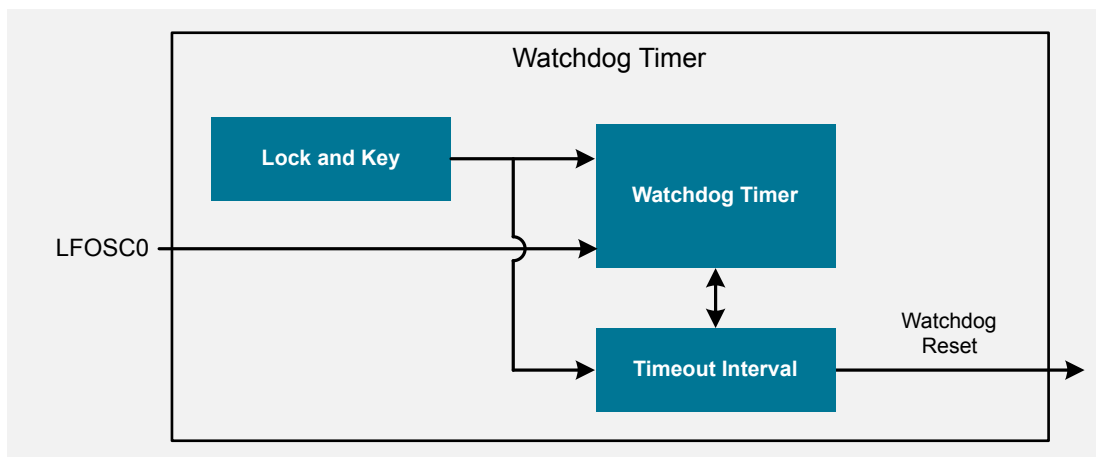 Watchdog Timer
Lock and Key
Watchdog Timer
LFOSC0
Watchdog
Reset
Timeout Interval